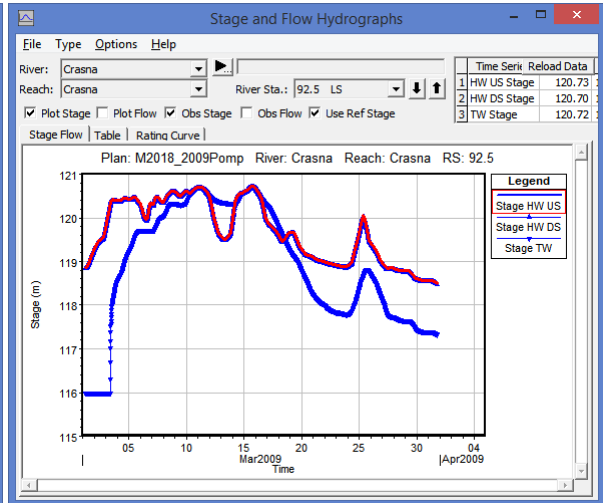 Stage and Flow Hydrographs
File Type Options Help
River: Crasna
Reach: Crasna River Sta.: 92.5 LS
Plot Stage Plot Flow Obs Stage Obs Flow Use Ref Stage
Time Serie Reload Data
1 HW US Stage 120.73
2 HW DS Stage 120.70
3 TW Stage 120.72
Stage Flow Table Rating Curve
Plan: M2018_2009Pomp River: Crasna Reach: Crasna RS: 92.5
Legend
Stage HW US
Stage HW DS
Stage TW
Stage (m)
121
120
119
118
117
116
115
05 10 15 20 25 30 04
Mar2009 Apr2009
Time